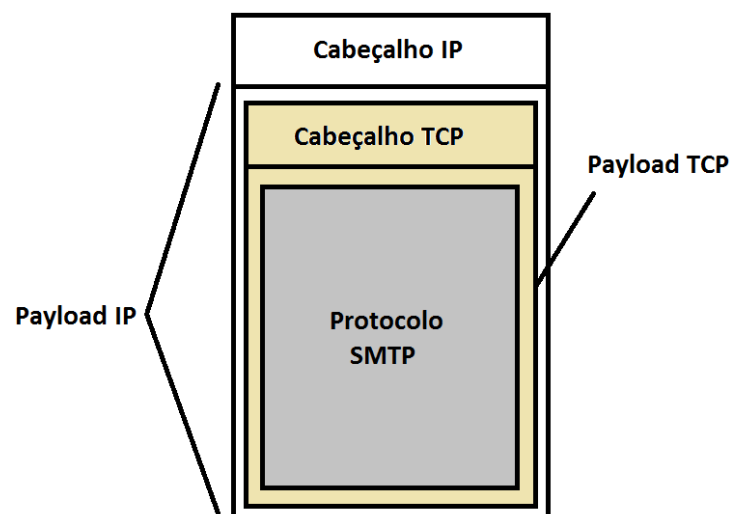 Cabeçalho IP
Cabeçalho TCP
Payload TCP
Payload IP
Protocolo
SMTP